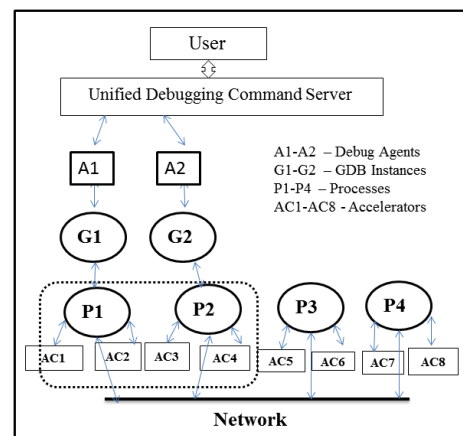 User
Unified Debugging Command Server
A1
A2
A1-A2 – Debug Agents
G1-G2 – GDB Instances
P1-P4 – Processes
AC1-AC8 - Accelerators
G1
G2
P1
P2
P3
P4
AC1
AC2
AC3
AC4
AC5
AC6
AC7
AC8
Network